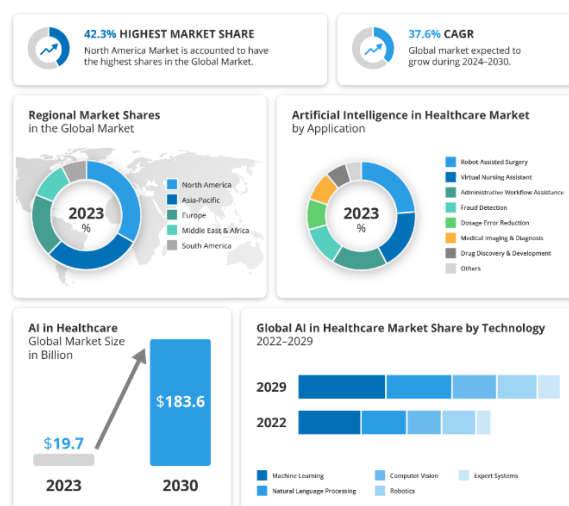 42.3% HIGHEST MARKET SHARE
North America Market is accounted to have
the highest shares in the Global Market.
37.6% CAGR
Global market expected to
grow during 2024–2030.
Regional Market Shares
in the Global Market
2023
%
North America
Asia-Pacific
Europe
Middle East & Africa
South America
Artificial Intelligence in Healthcare Market
by Application
2023
%
Robot-Assisted Surgery
Virtual Nursing Assistant
Administrative Workflow Assistance
Fraud Detection
Dosage Error Reduction
Medical Imaging & Diagnosis
Drug Discovery & Development
Others
AI in Healthcare
Global Market Size
in Billion
$19.7
$183.6
2023
2030
Global AI in Healthcare Market Share by Technology
2022–2029
2029
2022
Machine Learning
Computer Vision
Expert Systems
Natural Language Processing
Robotics